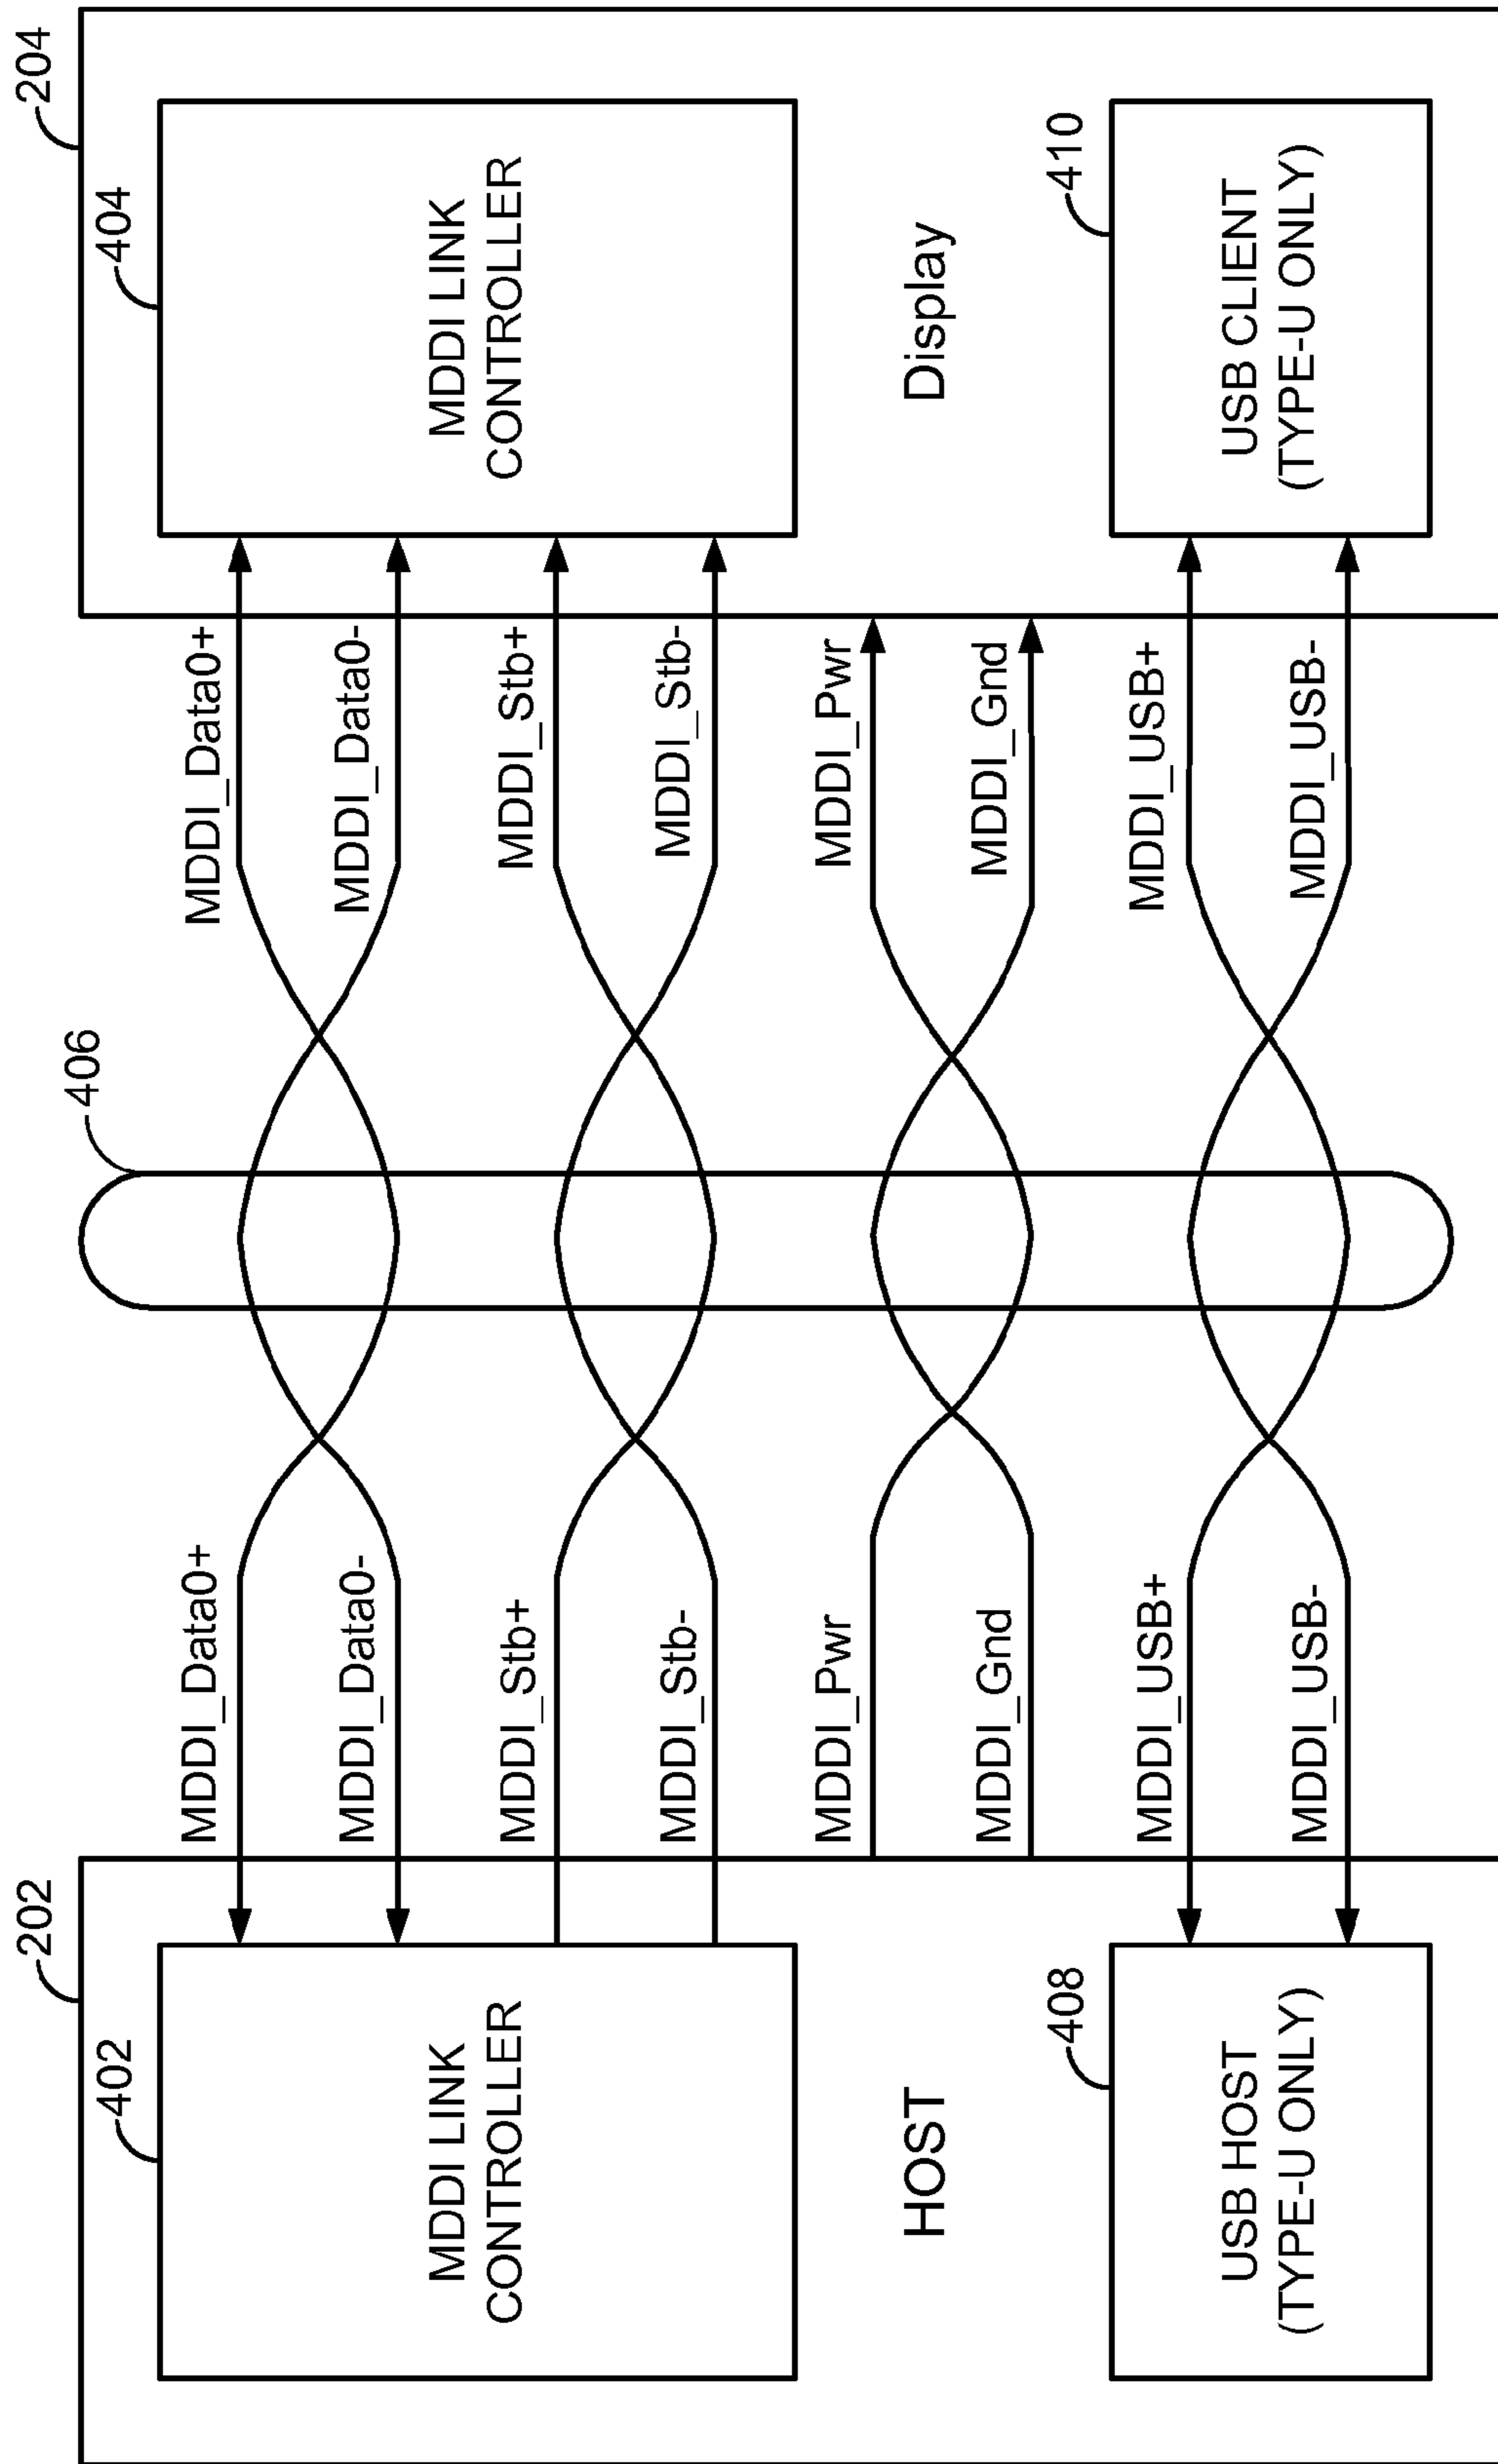 202
402
MDDI LINK
CONTROLLER
HOST
408
USB HOST
(TYPE-U ONLY)
MDDI_Data0+
MDDI_Data0-
MDDI_Stb+
MDDI_Stb-
MDDI_Pwr
MDDI_Gnd
MDDI_USB+
MDDI_USB-
406
MDDI_Data0+
MDDI_Data0-
MDDI_Stb+
MDDI_Stb-
MDDI_Pwr
MDDI_Gnd
MDDI_USB+
MDDI_USB-
204
404
MDDI LINK
CONTROLLER
Display
410
USB CLIENT
(TYPE-U ONLY)